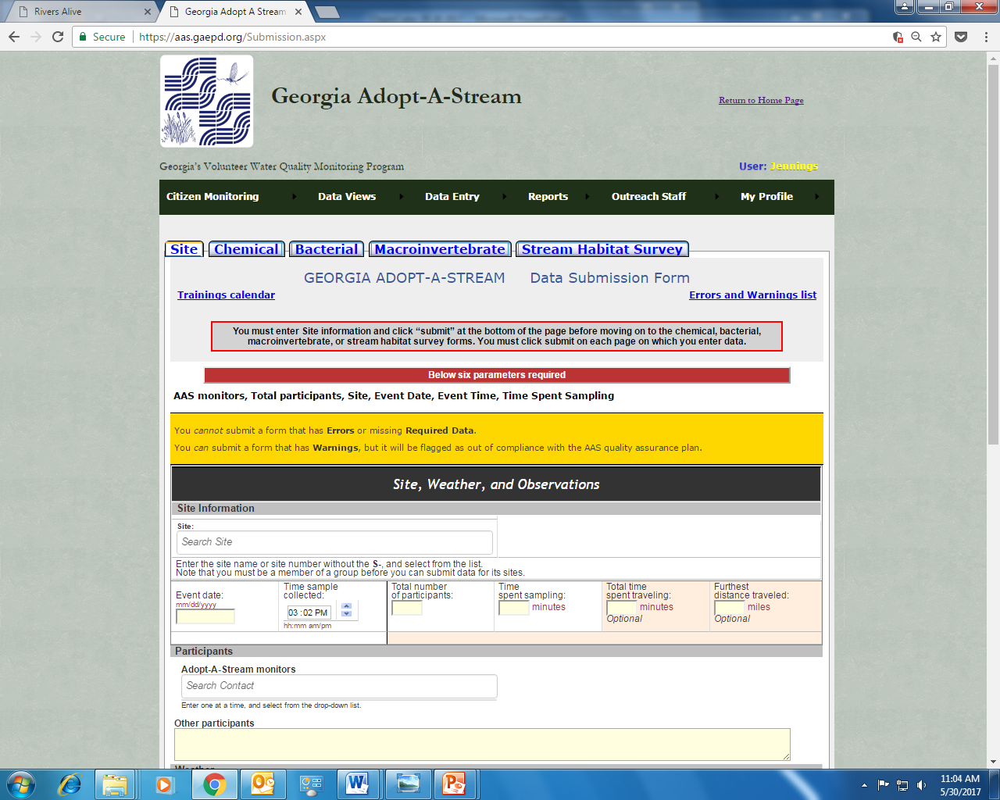 Rivers Alive
Georgia Adopt A Stream
Secure
https://aas.gaepd.org/Submission.aspx
Georgia Adopt-A-Stream
Return to Home Page
Georgia's Volunteer Water Quality Monitoring Program
User: Jennings
Citizen Monitoring Data Views Data Entry Reports Outreach Staff My Profile
Site Chemical Bacterial Macroinvertebrate Stream Habitat Survey
GEORGIA ADOPT-A-STREAM Data Submission Form
Trainings calendar Errors and Warnings list
You must enter Site information and click “submit” at the bottom of the page before moving on to the chemical, bacterial,
macroinvertebrate, or stream habitat survey forms. You must click submit on each page on which you enter data.
Below six parameters required
AAS monitors, Total participants, Site, Event Date, Event Time, Time Spent Sampling
You cannot submit a form that has Errors or missing Required Data.
You can submit a form that has Warnings, but it will be flagged as out of compliance with the AAS quality assurance plan.
Site, Weather, and Observations
Site Information
Site:
Search Site
Enter the site name or site number without the S-, and select from the list.
Note that you must be a member of a group before you can submit data for its sites.
Event date:
mm/dd/yyyy
Time sample
collected:
03 : 02 PM
hh:mm am/pm
Total number
of participants:
Time
spent sampling:
minutes
Total time
spent traveling:
minutes
Optional
Furthest
distance traveled:
miles
Optional
Participants
Adopt-A-Stream monitors
Search Contact
Enter one at a time, and select from the drop-down list.
Other participants
Weather
11:04 AM
5/30/2017